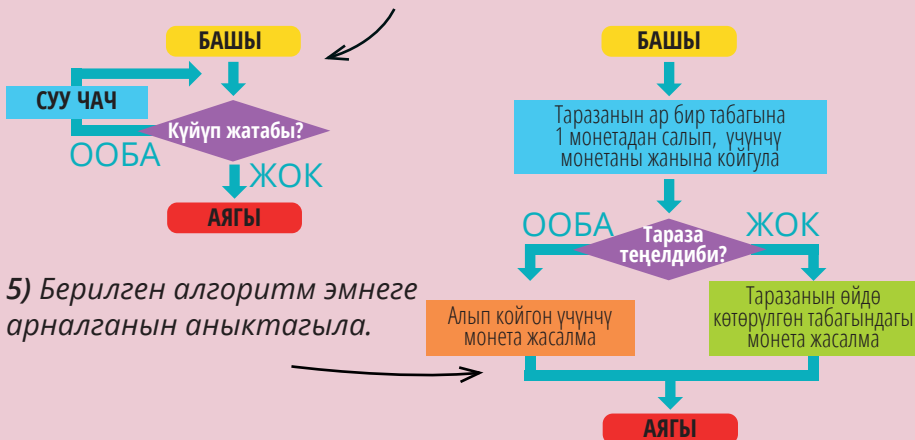 БАШЫ
СУУ ЧАЧ
Күйүп жатабы?
ООБА
ЖОК
АЯГЫ
5) Берилген алгоритм эмнеге
арналганын аныктагыла.
БАШЫ
Таразанын ар бир табагына
1 монетадан салып, үчүнчү
монетаны жанына койгула
ООБА
ЖОК
Тараза
теңелдиби?
Алып койгон үчүнчү
монета жасалма
Таразанын өйдө
көтөрүлгөн табагындагы
монета жасалма
АЯГЫ